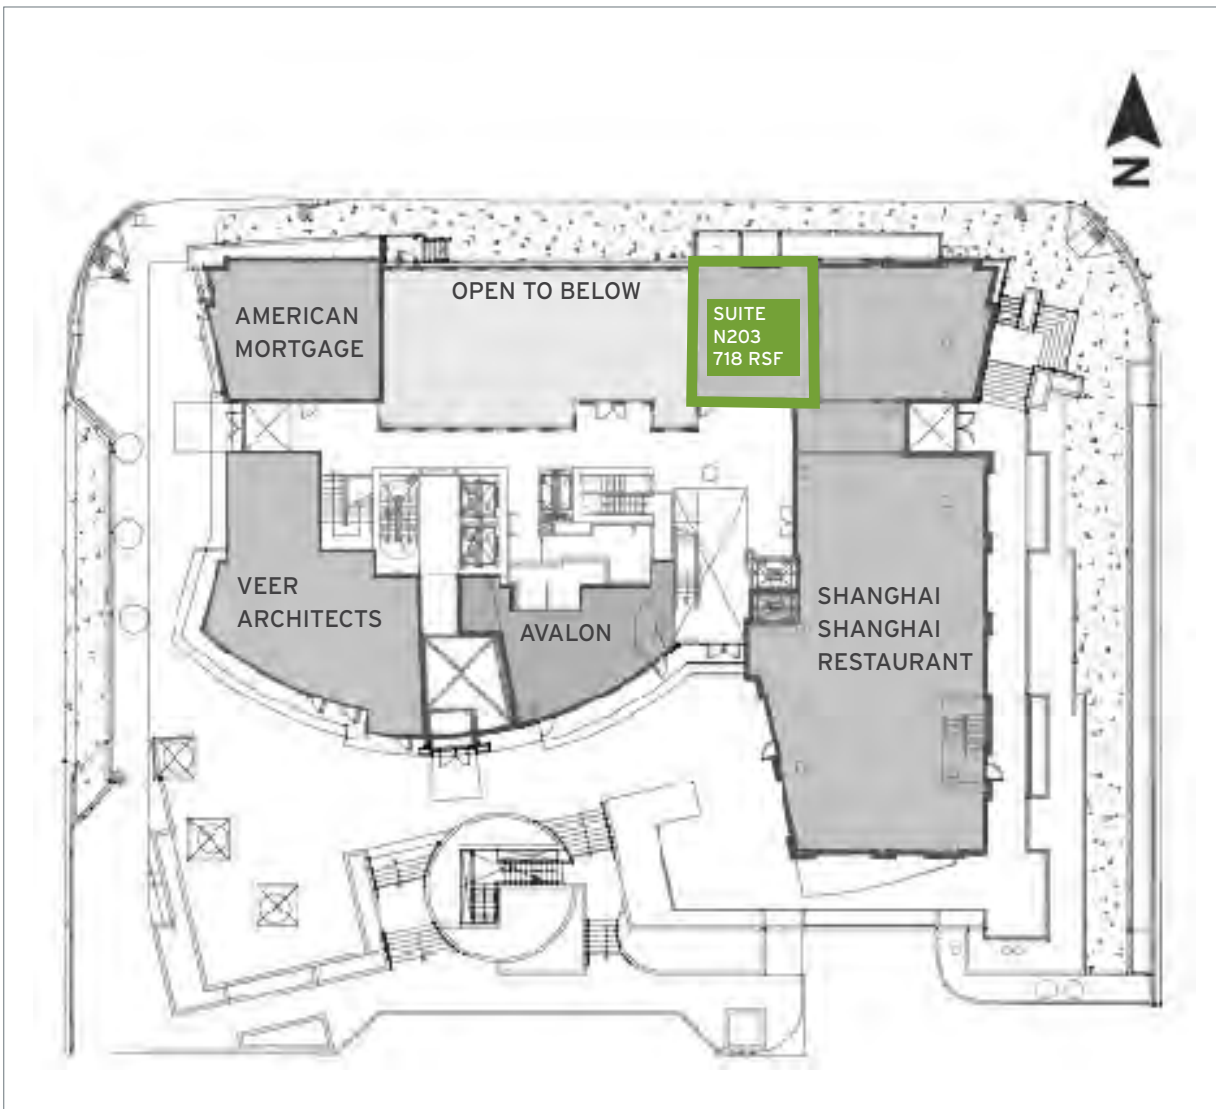 N
OPEN TO BELOW
AMERICAN
MORTGAGE
SUITE
N203
718 RSF
VEER
ARCHITECTS
AVALON
SHANGHAI
SHANGHAI
RESTAURANT